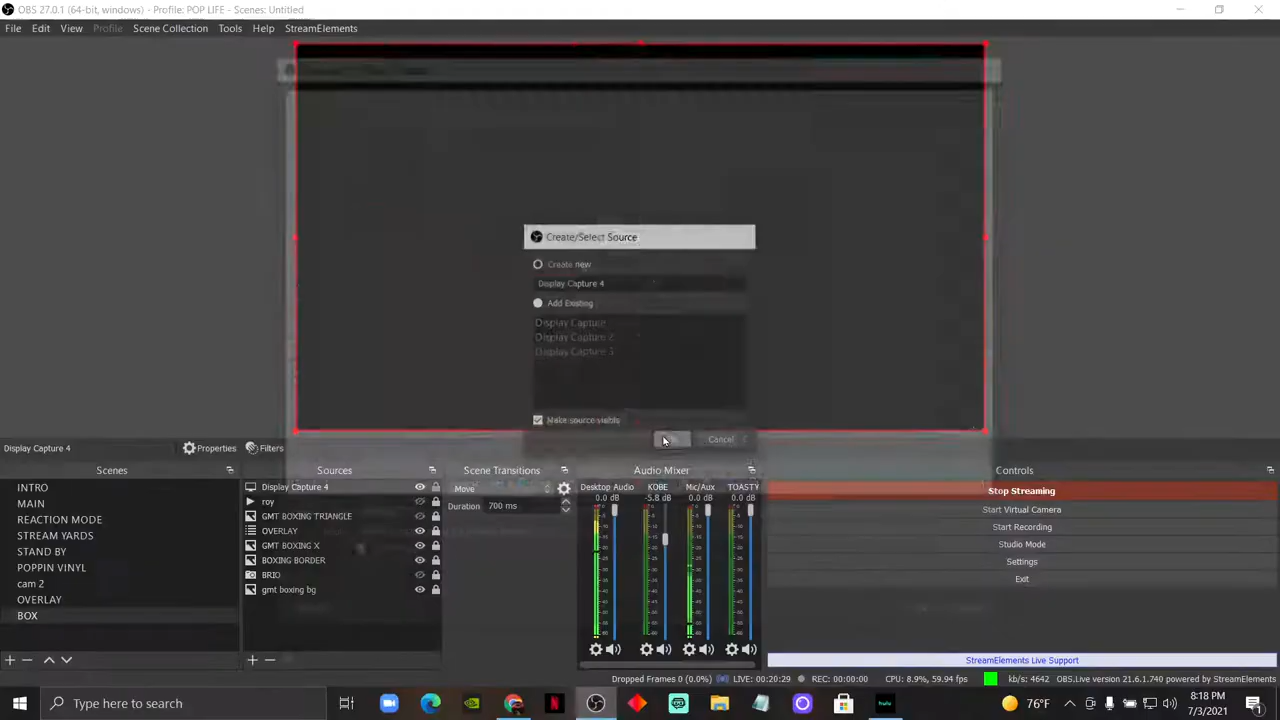 OBS 27.0.1 (64-bit, windows) - Profile: POP LIFE - Scenes: Untitled
File Edit View Profile Scene Collection Tools Help StreamElements
Create/Select Source
Create new
Display Capture 4
Add Existing
Display Capture
Display Capture 2
Display Capture 3
Make source visible
Cancel
Display Capture 4 Properties Filters
Scenes
INTRO
MAIN
REACTION MODE
STREAM YARDS
STAND BY
POPPIN VINYL
cam 2
OVERLAY
BOX
Sources
Display Capture 4
roy
GMT BOXING TRIANGLE
OVERLAY
GMT BOXING X
BOXING BORDER
BRIO
gmt boxing bg
Scene Transitions
Move
Duration 700 ms
Audio Mixer
Desktop Audio KOBE Mic/Aux TOASTY
0.0 dB -5.8 dB 0.0 dB 0.0 dB
Controls
Stop Streaming
Start Virtual Camera
Start Recording
Studio Mode
Settings
Exit
StreamElements Live Support
Dropped Frames 0 (0.0%) LIVE: 00:20:29 REC: 00:00:00 CPU: 8.9%, 59.94 fps kb/s: 4642 OBS.Live version 21.6.1.740 powered by StreamElements
Type here to search
hulu
76°F
8:18 PM
7/3/2021